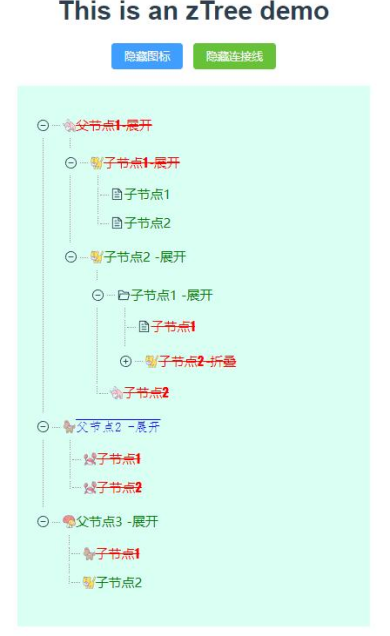 This is an zTree demo
隐藏图标 隐藏连接线
父节点1-展开
子节点1-展开
子节点1
子节点2
子节点2 -展开
子节点1 -展开
子节点1
子节点2-折叠
子节点2
父节点2 -展开
子节点1
子节点2
父节点3 -展开
子节点1
子节点2